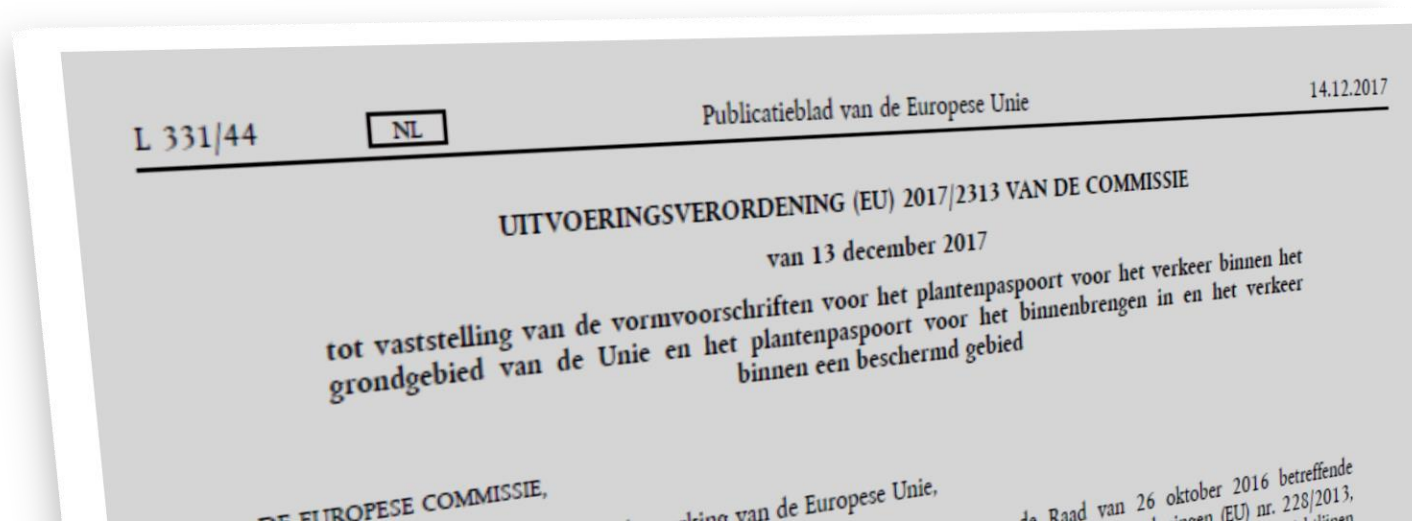 L 331/44 NL Publicatieblad van de Europese Unie 14.12.2017
UITVOERINGSVERORDENING (EU) 2017/2313 VAN DE COMMISSIE
van 13 december 2017
tot vaststelling van de vormvoorschriften voor het plantenpaspoort voor het verkeer binnen het
grondgebied van de Unie en het plantenpaspoort voor het binnenbrengen in en het verkeer
binnen een beschermd gebied
DE EUROPESE COMMISSIE,
van de Europese Unie,
de Raad van 26 oktober 2016 betreffende
(EU) nr. 228/2013,